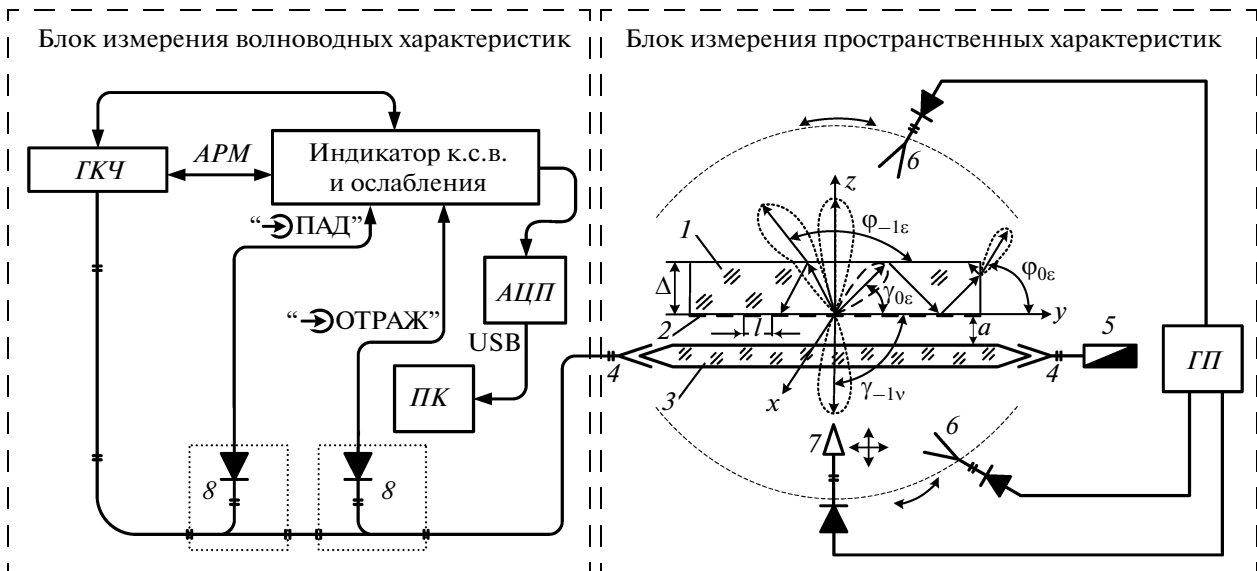 Блок измерения волноводных характеристик
ГКЧ
АРМ
Индикатор к.с.в.
и ослабления
“ПАД”
“ОТРАЖ”
АЦП
USB
ПК
8
8
Блок измерения пространственных характеристик
6
z
1
φ₋₁ε
φ₀ε
Δ
γ₀ε
y
2
l
a
5
4
3
x
γ₋₁ν
4
ГП
7
6